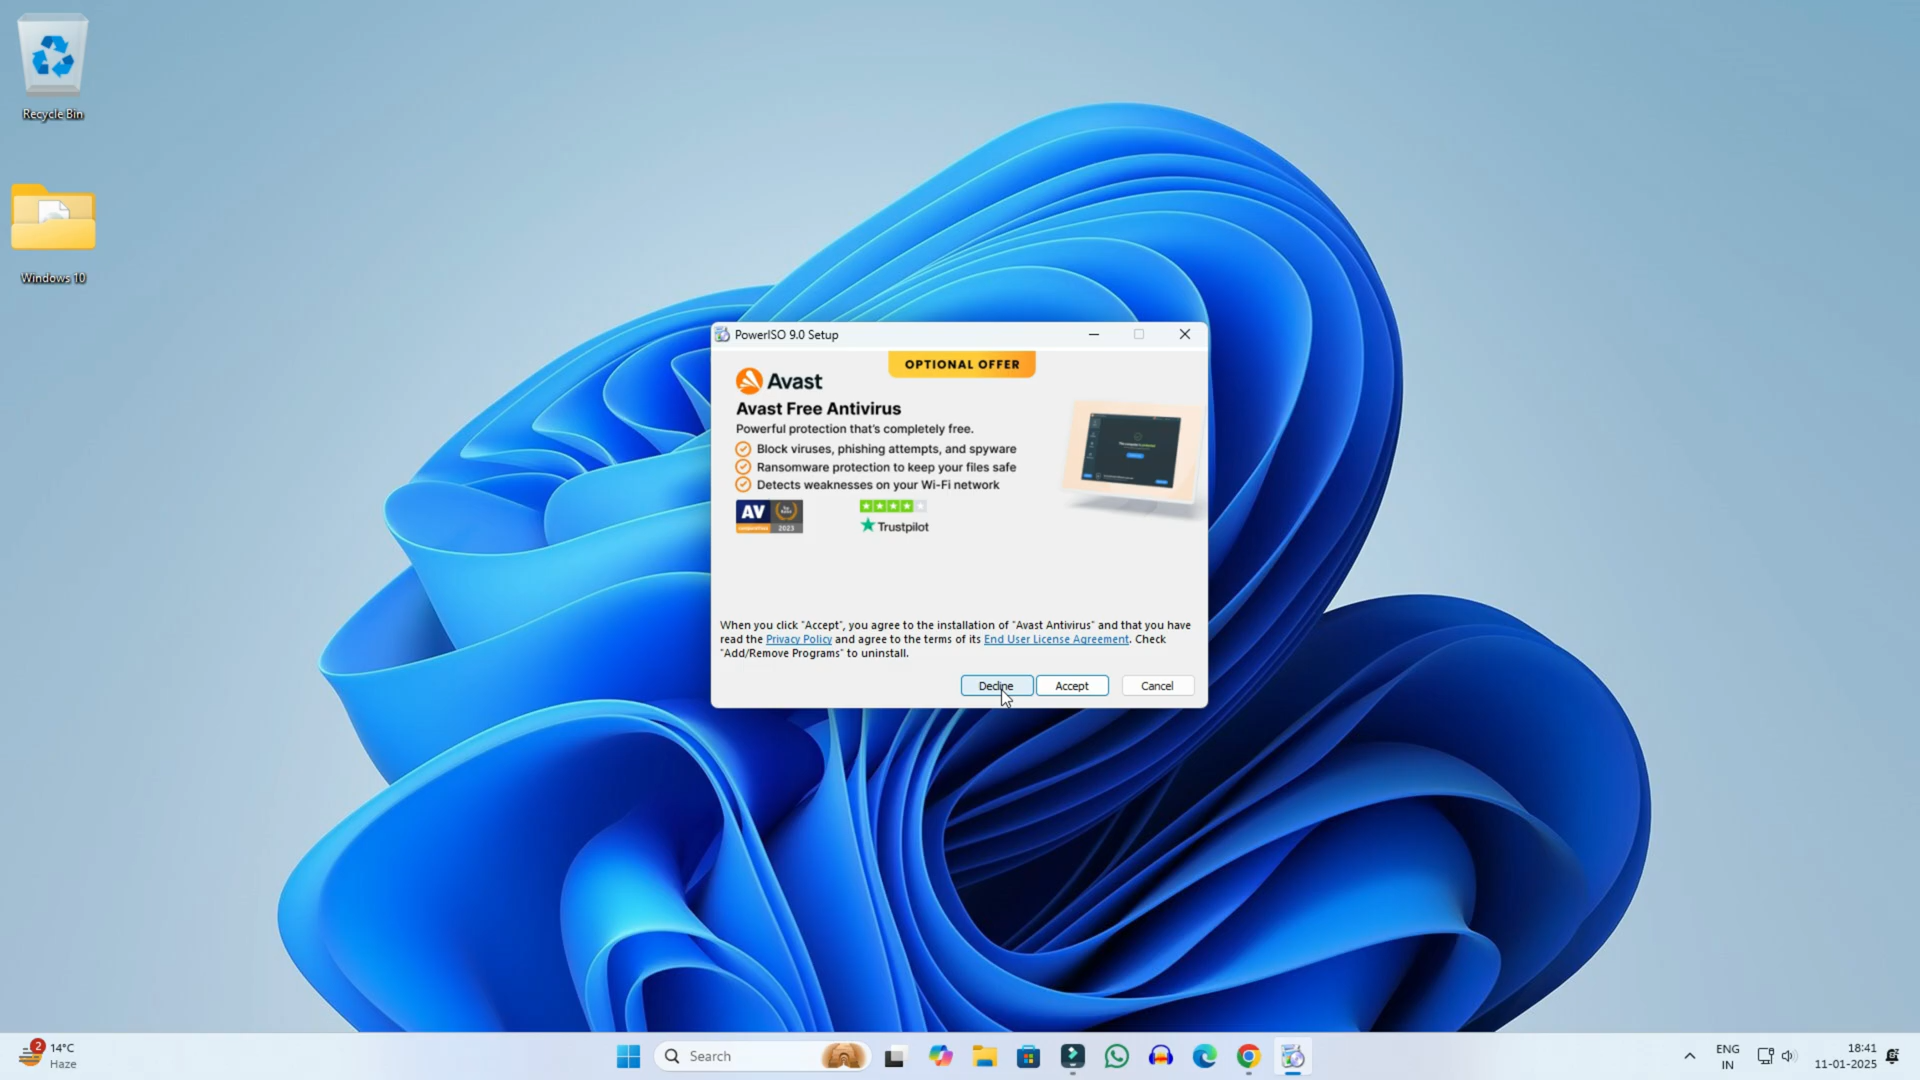 Recycle Bin
Windows 10
PowerISO 9.0 Setup
OPTIONAL OFFER
Avast
Avast Free Antivirus
Powerful protection that's completely free.
Block viruses, phishing attempts, and spyware
Ransomware protection to keep your files safe
Detects weaknesses on your Wi-Fi network
AV
2023
Trustpilot
When you click "Accept", you agree to the installation of "Avast Antivirus" and that you have
read the Privacy Policy and agree to the terms of its End User License Agreement. Check
"Add/Remove Programs" to uninstall.
Decline
Accept
Cancel
2
14°C
Haze
Search
ENG
IN
18:41
11-01-2025